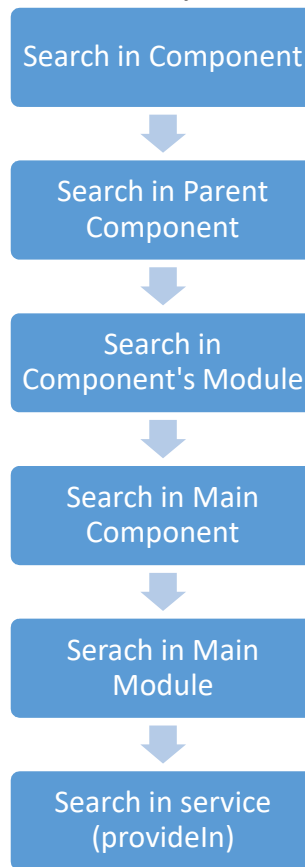 Search in Component
Search in Parent
Component
Search in
Component's Module
Search in Main
Component
Serach in Main
Module
Search in service
(provideIn)